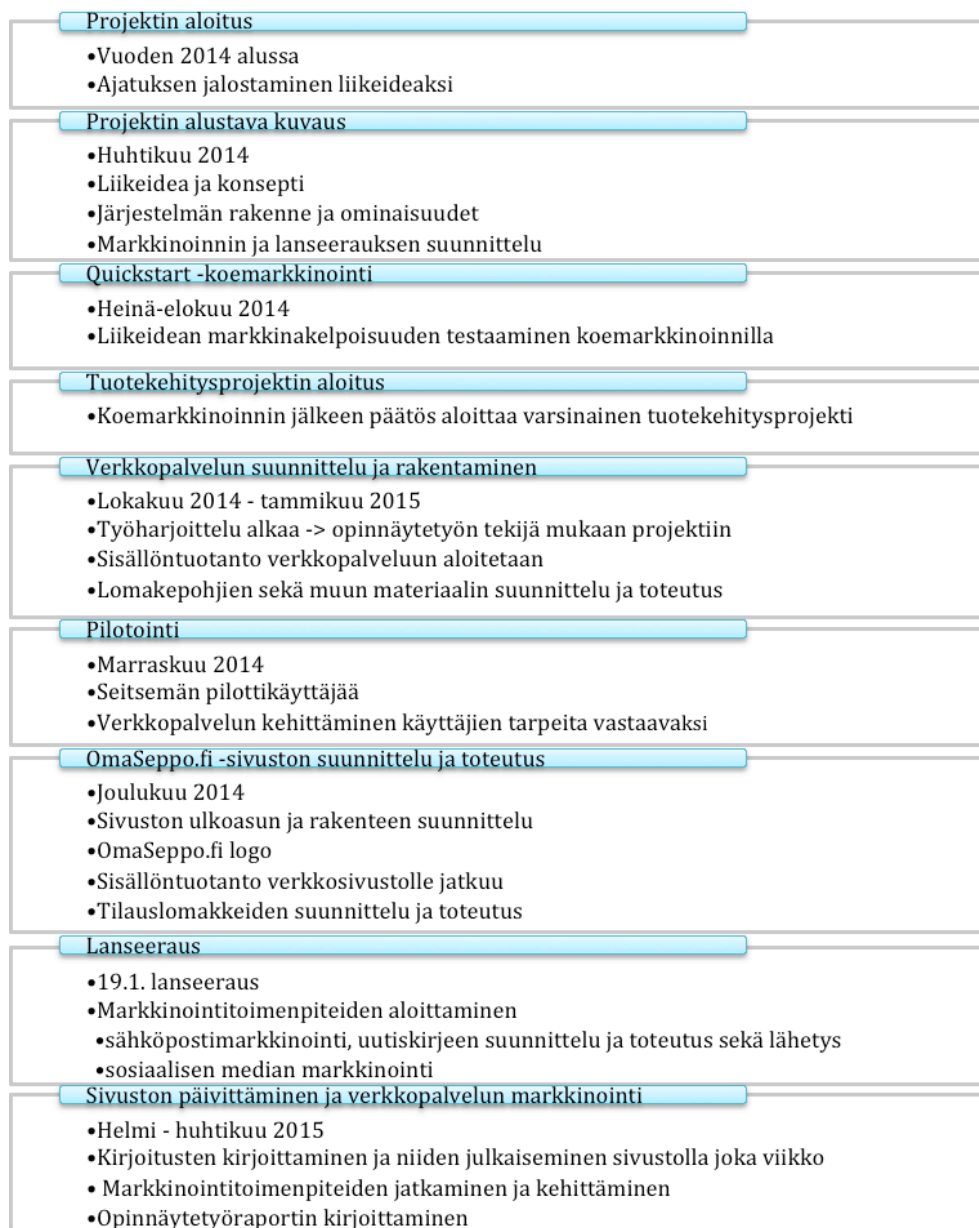 Projektin aloitus
•Vuoden 2014 alussa
•Ajatuksen jalostaminen liikeideaksi
Projektin alustava kuvaus
•Huhtikuu 2014
•Liikeidea ja konsepti
•Järjestelmän rakenne ja ominaisuudet
•Markkinoinnin ja lanseerauksen suunnittelu
Quickstart -koemarkkinointi
•Heinä-elokuu 2014
•Liikeidean markkinakelpoisuuden testaaminen koemarkkinoinnilla
Tuotekehitysprojektin aloitus
•Koemarkkinoinnin jälkeen päätös aloittaa varsinainen tuotekehitysprojekti
Verkkopalvelun suunnittelu ja rakentaminen
•Lokakuu 2014 - tammikuu 2015
•Työharjoittelu alkaa -> opinnäytetyön tekijä mukaan projektiin
•Sisällöntuotanto verkkopalveluun aloitetaan
•Lomakepohjien sekä muun materiaalin suunnittelu ja toteutus
Pilotointi
•Marraskuu 2014
•Seitsemän pilottikäyttäjää
•Verkkopalvelun kehittäminen käyttäjien tarpeita vastaavaksi
OmaSeppo.fi -sivuston suunnittelu ja toteutus
•Joulukuu 2014
•Sivuston ulkoasun ja rakenteen suunnittelu
•OmaSeppo.fi logo
•Sisällöntuotanto verkkosivustolle jatkuu
•Tilauslomakkeiden suunnittelu ja toteutus
Lanseeraus
•19.1. lanseeraus
•Markkinointitoimenpiteiden aloittaminen
•sähköpostimarkkinointi, uutiskirjeen suunnittelu ja toteutus sekä lähetys
•sosiaalisen median markkinointi
Sivuston päivittäminen ja verkkopalvelun markkinointi
•Helmi - huhtikuu 2015
•Kirjoitusten kirjoittaminen ja niiden julkaiseminen sivustolla joka viikko
• Markkinointitoimenpiteiden jatkaminen ja kehittäminen
•Opinnäytetyöraportin kirjoittaminen